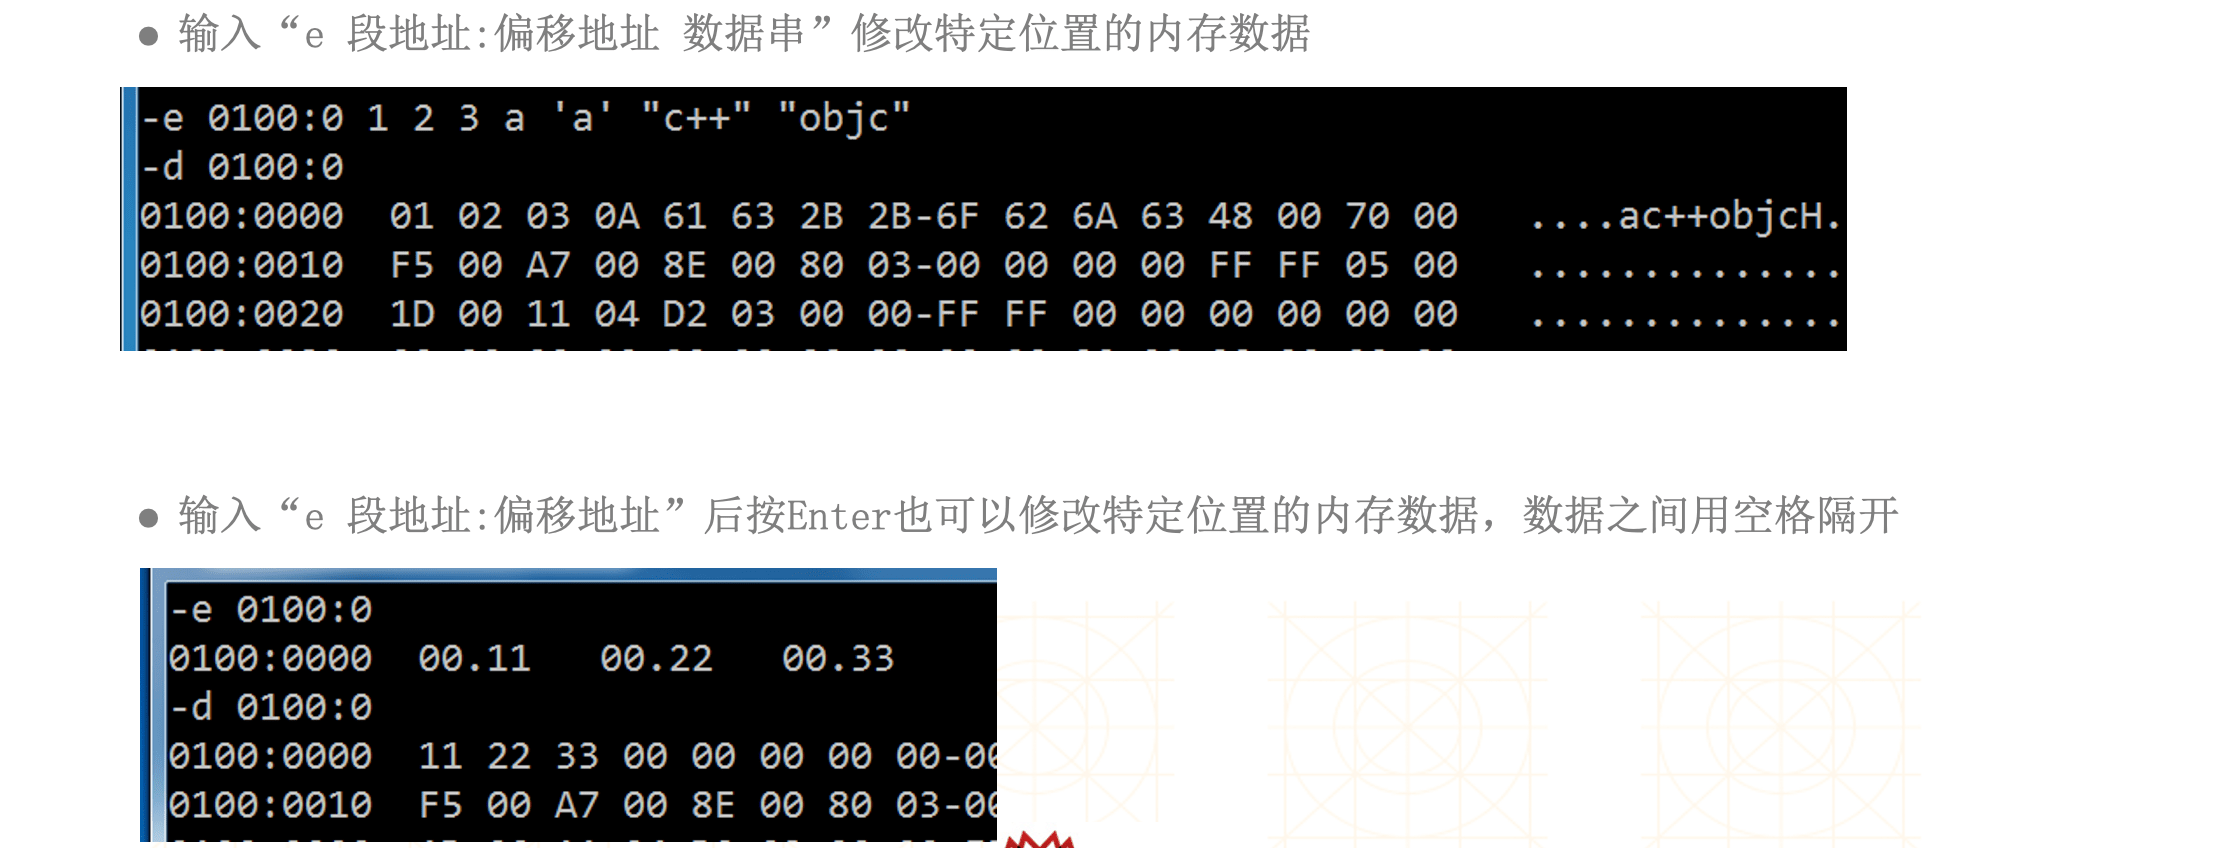 ● 输入“e 段地址:偏移地址 数据串”修改特定位置的内存数据
-e 0100:0 1 2 3 a 'a' "c++" "objc"
-d 0100:0
0100:0000 01 02 03 0A 61 63 2B 2B-6F 62 6A 63 48 00 70 00 ....ac++objcH.
0100:0010 F5 00 A7 00 8E 00 80 03-00 00 00 00 FF FF 05 00 ..............
0100:0020 1D 00 11 04 D2 03 00 00-FF FF 00 00 00 00 00 00 ..............
● 输入“e 段地址:偏移地址”后按Enter也可以修改特定位置的内存数据，数据之间用空格隔开
-e 0100:0
0100:0000 00.11 00.22 00.33
-d 0100:0
0100:0000 11 22 33 00 00 00 00 00-00
0100:0010 F5 00 A7 00 8E 00 80 03-00